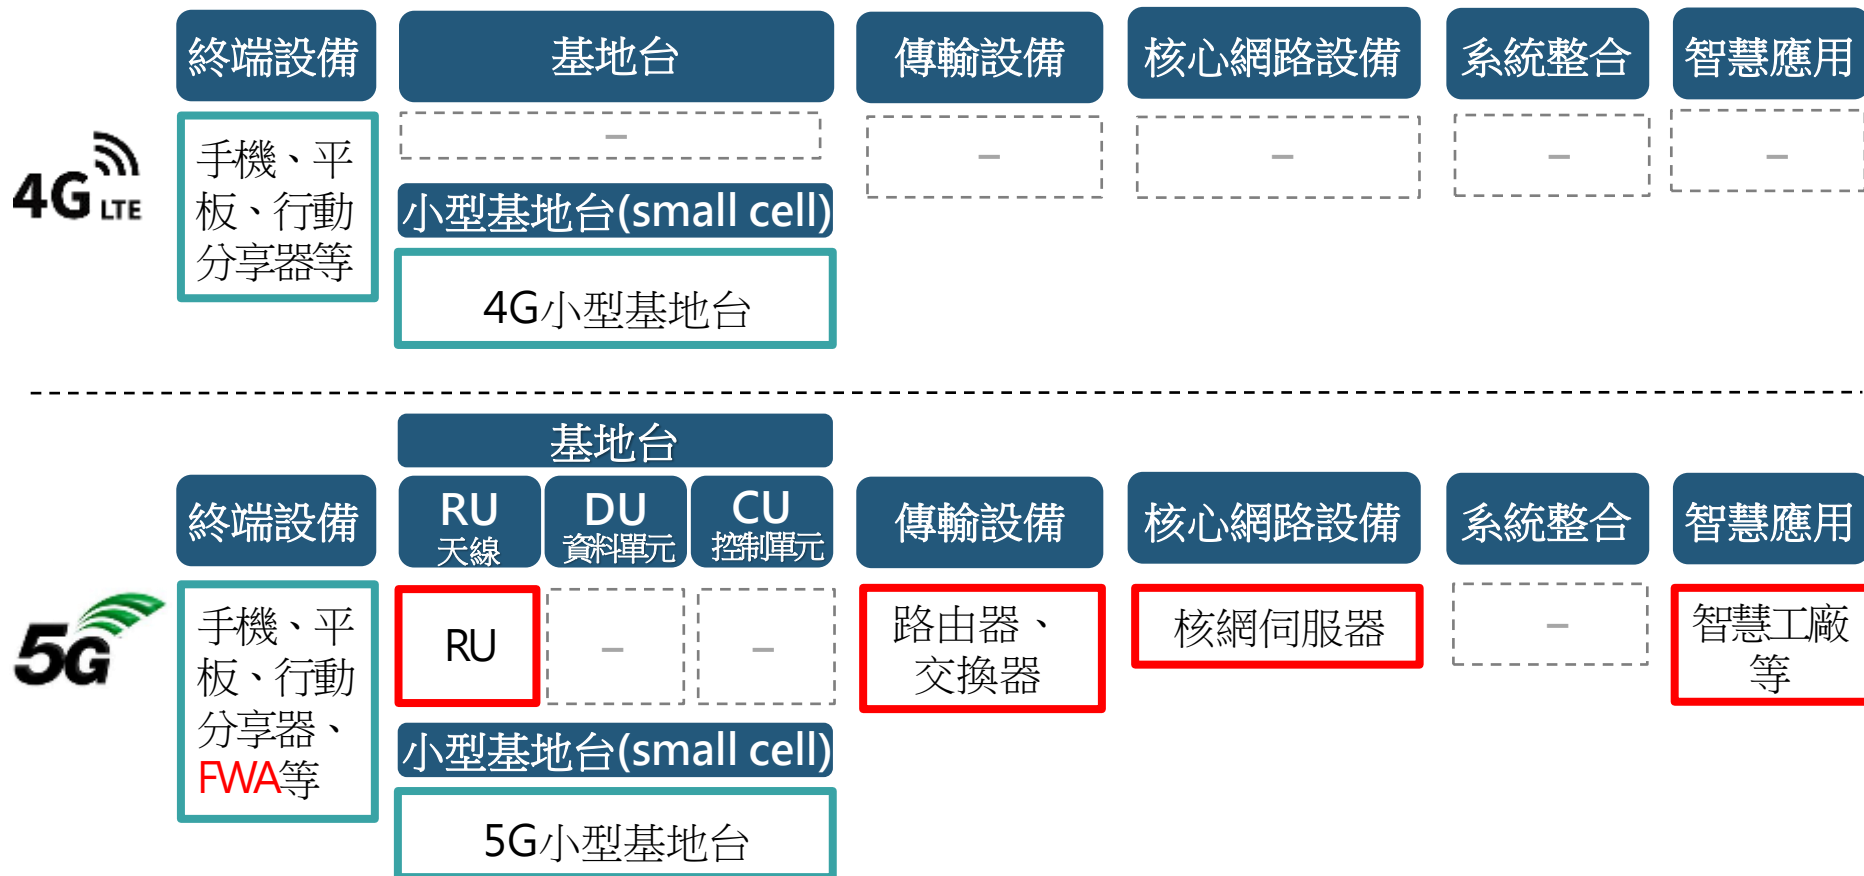 終端設備
基地台
傳輸設備
核心網路設備
系統整合
智慧應用
4G LTE
手機、平
板、行動
分享器等
–
小型基地台(small cell)
4G小型基地台
–
–
–
–
基地台
終端設備
RU
天線
DU
資料單元
CU
控制單元
傳輸設備
核心網路設備
系統整合
智慧應用
5G
手機、平
板、行動
分享器、
FWA等
RU
–
–
小型基地台(small cell)
5G小型基地台
路由器、
交換器
核網伺服器
–
智慧工廠
等